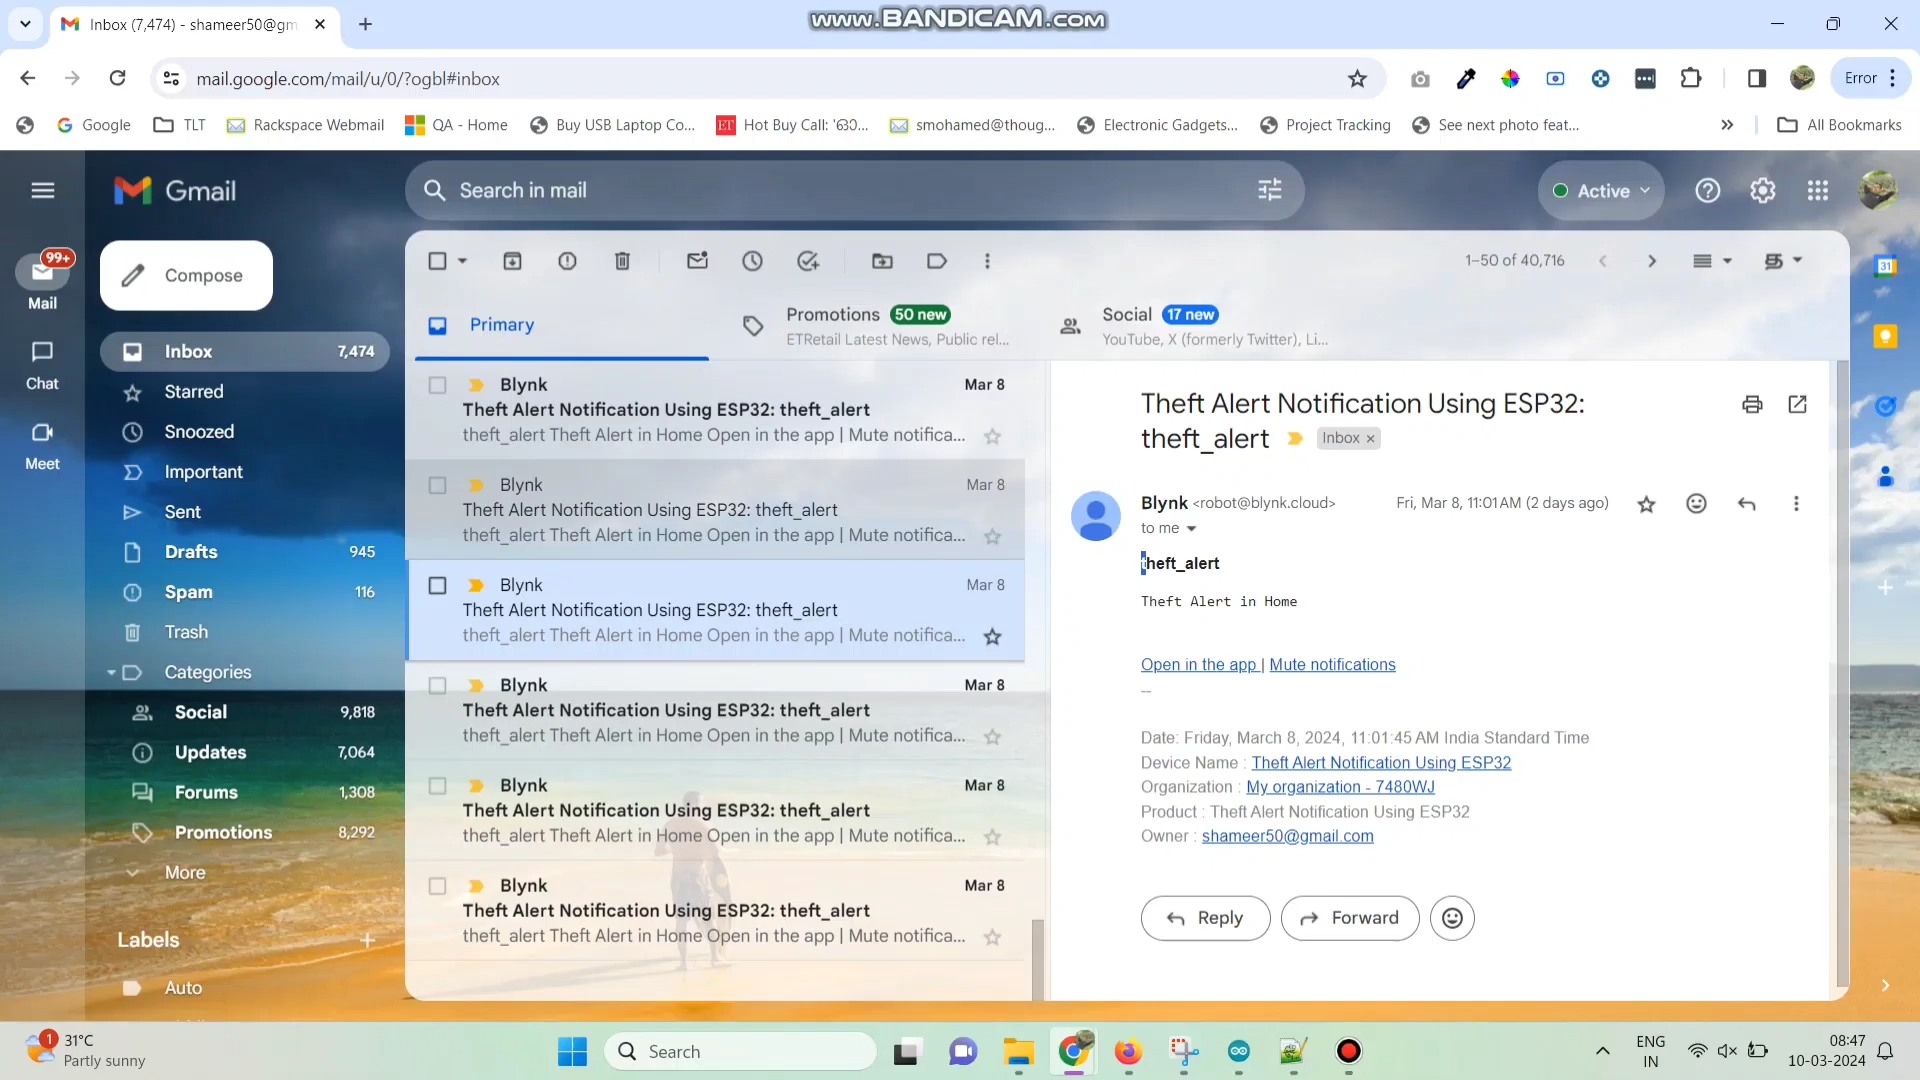 Inbox (7,474) - shameer50@gm
www.BANDICAM.com
mail.google.com/mail/u/0/?ogbl#inbox
Error
Google
TLT
Rackspace Webmail
QA - Home
Buy USB Laptop Co...
Hot Buy Call: 'ഓ...
smohamed@thoug...
Electronic Gadgets...
Project Tracking
See next photo feat...
All Bookmarks
Gmail
Search in mail
Active
99+
Mail
Chat
Meet
Compose
Inbox 7,474
Starred
Snoozed
Important
Sent
Drafts 945
Spam 116
Trash
Categories
Social 9,818
Updates 7,064
Forums 1,308
Promotions 8,292
More
Labels
Auto
1–50 of 40,716
Primary
Promotions 50 new
ETRetail Latest News, Public rel...
Social 17 new
YouTube, X (formerly Twitter), Li...
Blynk Mar 8
Theft Alert Notification Using ESP32: theft_alert
theft_alert Theft Alert in Home Open in the app | Mute notifica...
Blynk Mar 8
Theft Alert Notification Using ESP32: theft_alert
theft_alert Theft Alert in Home Open in the app | Mute notifica...
Blynk Mar 8
Theft Alert Notification Using ESP32: theft_alert
theft_alert Theft Alert in Home Open in the app | Mute notifica...
Blynk Mar 8
Theft Alert Notification Using ESP32: theft_alert
theft_alert Theft Alert in Home Open in the app | Mute notifica...
Blynk Mar 8
Theft Alert Notification Using ESP32: theft_alert
theft_alert Theft Alert in Home Open in the app | Mute notifica...
Blynk Mar 8
Theft Alert Notification Using ESP32: theft_alert
theft_alert Theft Alert in Home Open in the app | Mute notifica...
Theft Alert Notification Using ESP32:
theft_alert Inbox ×
Blynk <robot@blynk.cloud> Fri, Mar 8, 11:01 AM (2 days ago)
to me
theft_alert
Theft Alert in Home
Open in the app | Mute notifications
--
Date: Friday, March 8, 2024, 11:01:45 AM India Standard Time
Device Name : Theft Alert Notification Using ESP32
Organization : My organization - 7480WJ
Product : Theft Alert Notification Using ESP32
Owner : shameer50@gmail.com
Reply
Forward
31
1
31°C
Partly sunny
Search
ENG
IN
08:47
10-03-2024